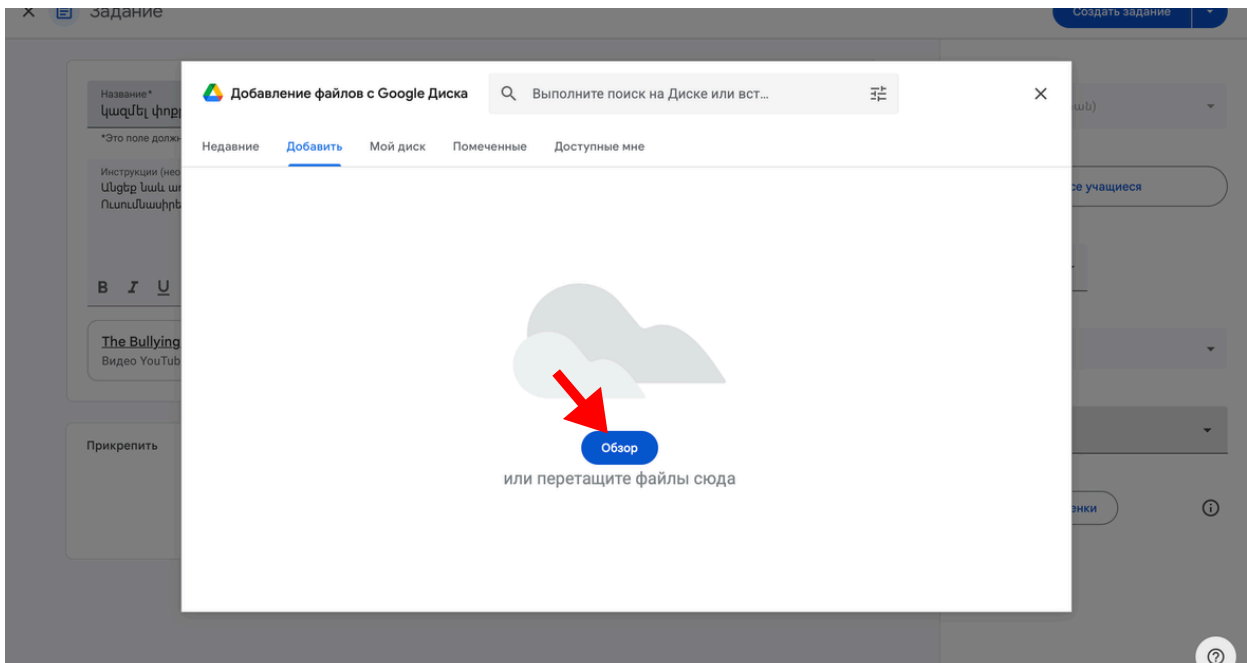 Задание
Создать задание
Название*
կազմել փոքր
*Это поле должн
Инструкции (нео
Անցեք նաև առ
Ուսումնասիրե
B I U
The Bullying
Видео YouTub
Прикрепить
Добавление файлов с Google Диска
Выполните поиск на Диске или вст...
Недавние Добавить Мой диск Помеченные Доступные мне
Обзор
или перетащите файлы сюда
се учащиеся
енки